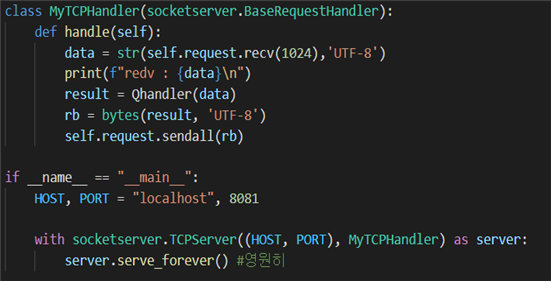 class MyTCPHandler(socketserver.BaseRequestHandler):
    def handle(self):
        data = str(self.request.recv(1024),'UTF-8')
        print(f"redv : {data}\n")
        result = Qhandler(data)
        rb = bytes(result, 'UTF-8')
        self.request.sendall(rb)
if __name__ == "__main__":
    HOST, PORT = "localhost", 8081
    with socketserver.TCPServer((HOST, PORT), MyTCPHandler) as server:
        server.serve_forever() #영원히